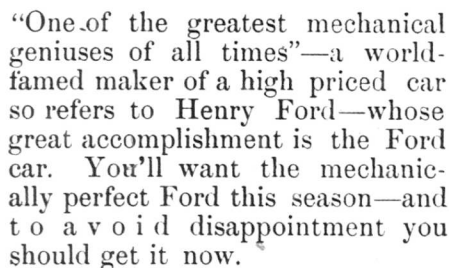 “One of the greatest mechanical
geniuses of all times”—a world-
famed maker of a high priced car
so refers to Henry Ford—whose
great accomplishment is the Ford
car. You’ll want the mechanic-
ally perfect Ford this season—and
to avoid disappointment you
should get it now.